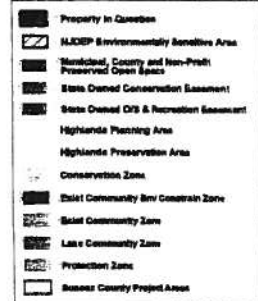 Property In Question
NJDEP Environmentally Sensitive Area
Municipal, County and Non-Profit
Preserved Open Space
State Owned Conservation Easement
State Owned O/S & Recreation Easement
Highlands Planning Area
Highlands Preservation Area
Conservation Zone
Exist Community Env Constrain Zone
Exist Community Zone
Lake Community Zone
Protection Zone
Sussex County Project Areas